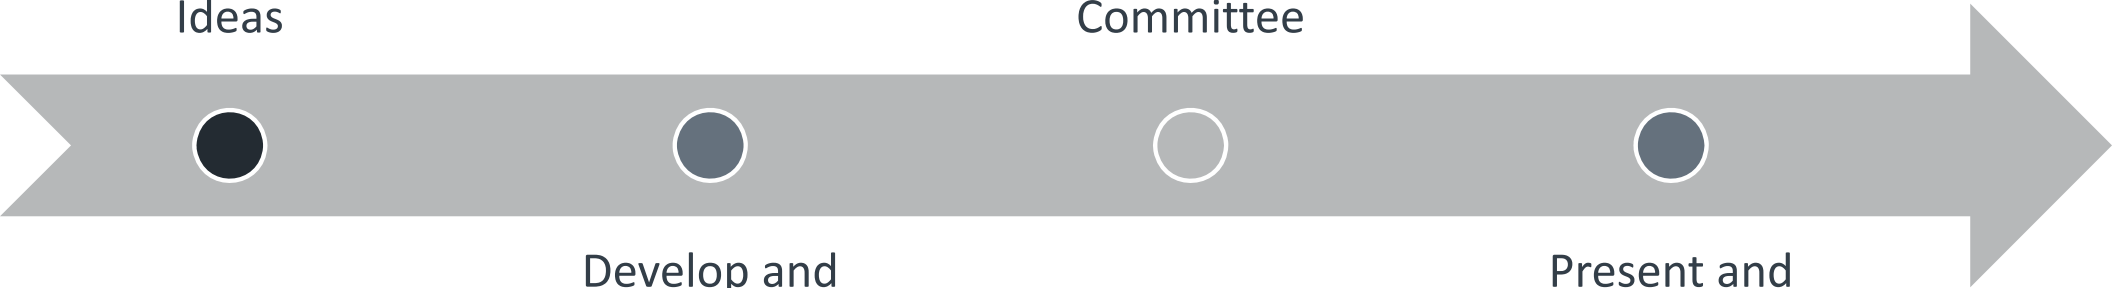 Ideas
Committee
Develop and
Present and